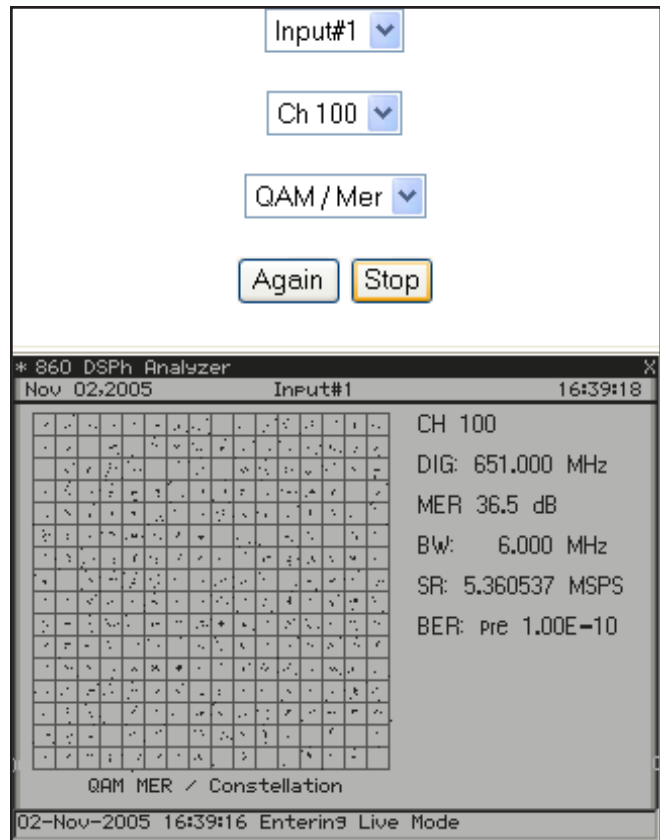 Input#1
Ch 100
QAM / Mer
Again Stop
* 860 DSPh Analyzer X
Nov 02,2005 Input#1 16:39:18
CH 100
DIG: 651.000 MHz
MER 36.5 dB
BW: 6.000 MHz
SR: 5.360537 MSPS
BER: pre 1.00E-10
QAM MER / Constellation
02-Nov-2005 16:39:16 Entering Live Mode